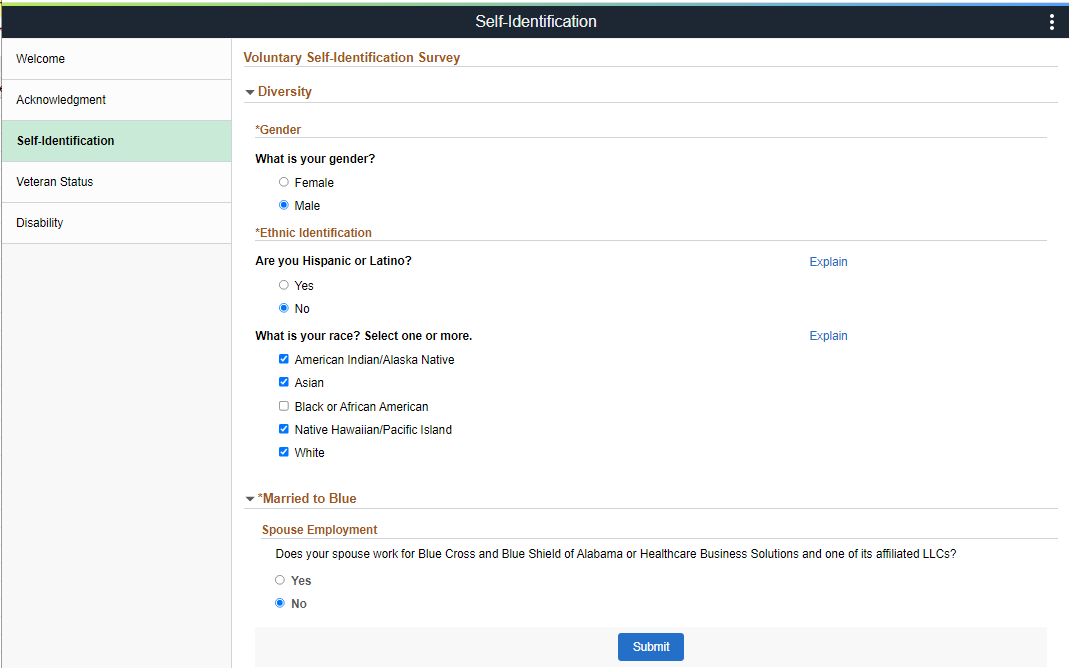 Self-Identification
Welcome
Acknowledgment
Self-Identification
Veteran Status
Disability
Voluntary Self-Identification Survey
Diversity
*Gender
What is your gender?
Female
Male
*Ethnic Identification
Are you Hispanic or Latino? Explain
Yes
No
What is your race? Select one or more. Explain
American Indian/Alaska Native
Asian
Black or African American
Native Hawaiian/Pacific Island
White
*Married to Blue
Spouse Employment
Does your spouse work for Blue Cross and Blue Shield of Alabama or Healthcare Business Solutions and one of its affiliated LLCs?
Yes
No
Submit